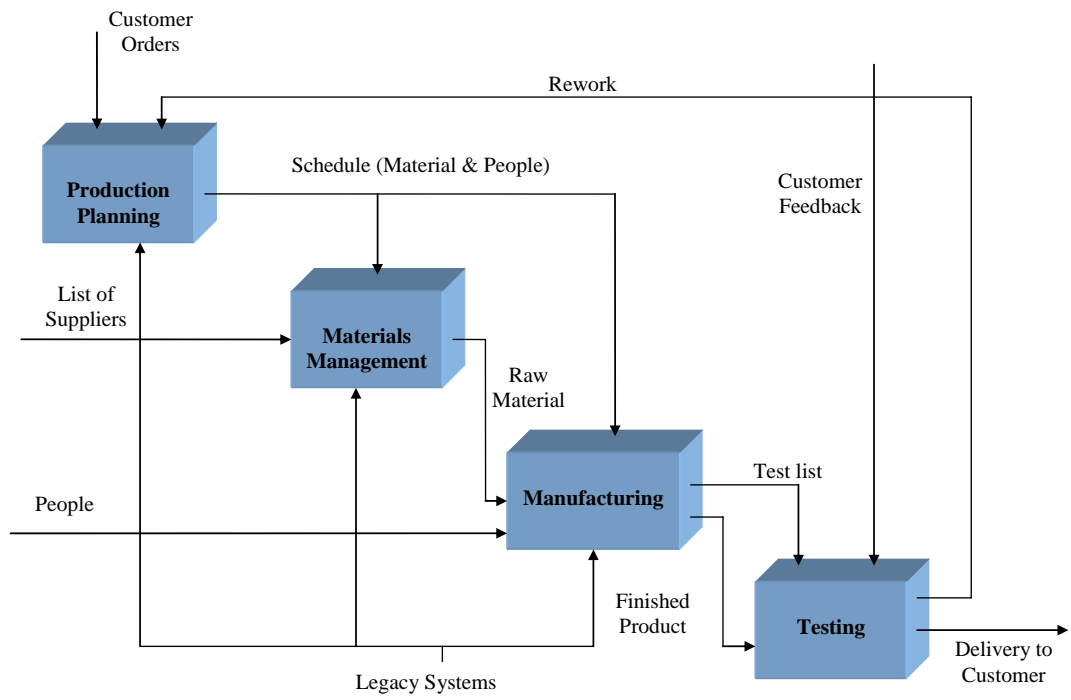 Customer
Orders
Rework
Schedule (Material & People)
Production
Planning
Customer
Feedback
List of
Suppliers
Materials
Management
Raw
Material
Test list
People
Manufacturing
Finished
Product
Testing
Delivery to
Customer
Legacy Systems